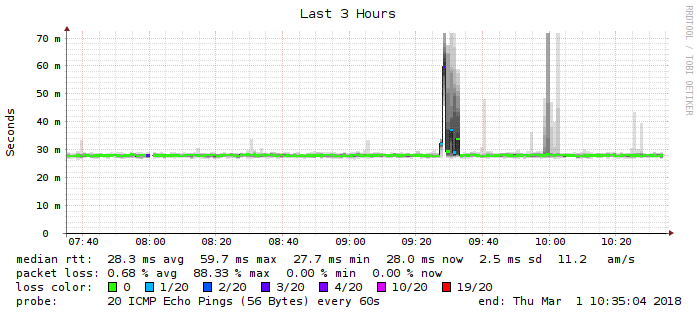 Last 3 Hours
RRDTOOL / TOBI OETIKER
Seconds
70 m
60 m
50 m
40 m
30 m
20 m
10 m
0
07:40 08:00 08:20 08:40 09:00 09:20 09:40 10:00 10:20
median rtt: 28.3 ms avg 59.7 ms max 27.7 ms min 28.0 ms now 2.5 ms sd 11.2 am/s
packet loss: 0.68 % avg 88.33 % max 0.00 % min 0.00 % now
loss color: 0 1/20 2/20 3/20 4/20 10/20 19/20
probe: 20 ICMP Echo Pings (56 Bytes) every 60s end: Thu Mar 1 10:35:04 2018